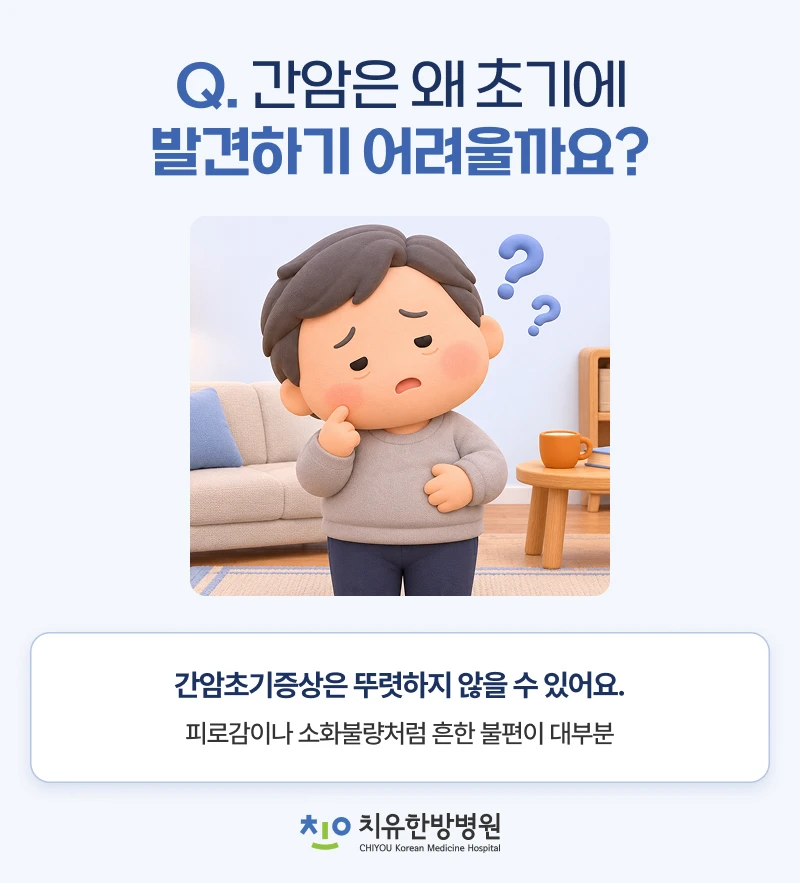 Q. 간암은 왜 초기에
발견하기 어려울까요?
간암초기증상은 뚜렷하지 않을 수 있어요.
피로감이나 소화불량처럼 흔한 불편이 대부분
치유 치유한방병원
CHIYOU Korean Medicine Hospital